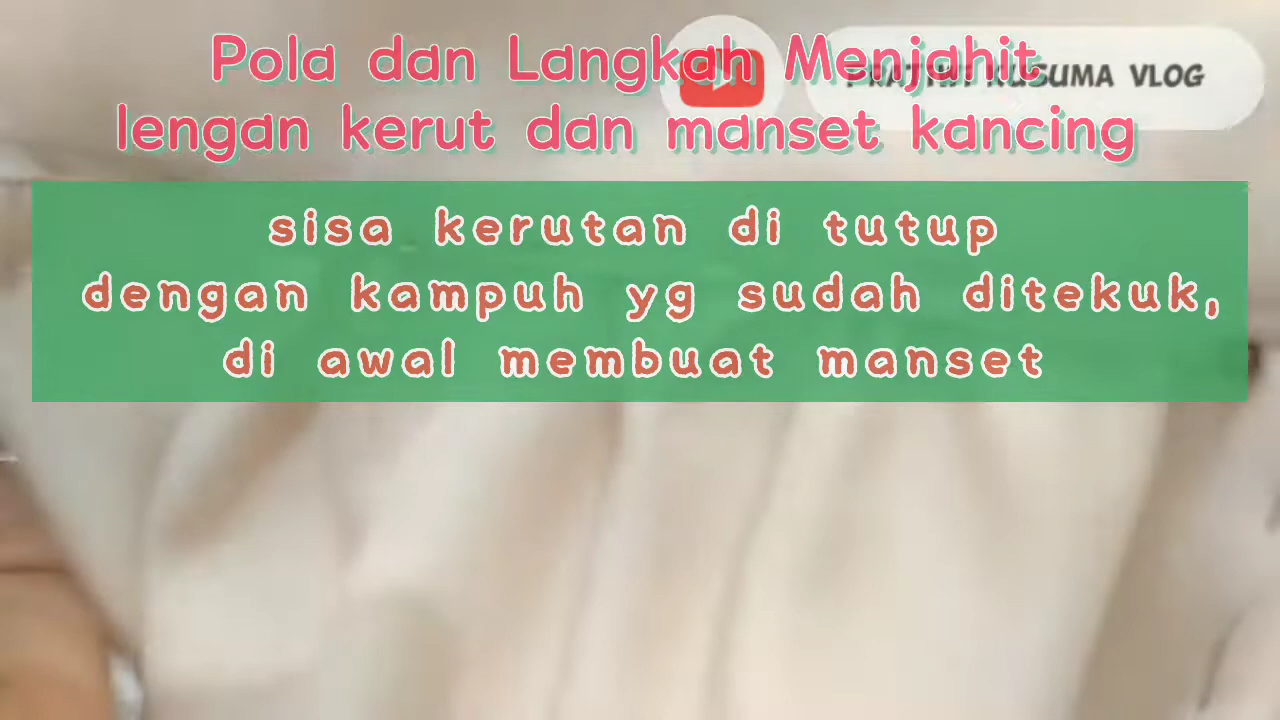 Pola dan Langkah Menjahit
lengan kerut dan manset kancing
KUSUMA VLOG
sisa kerutan di tutup
dengan kampuh yg sudah ditekuk,
di awal membuat manset